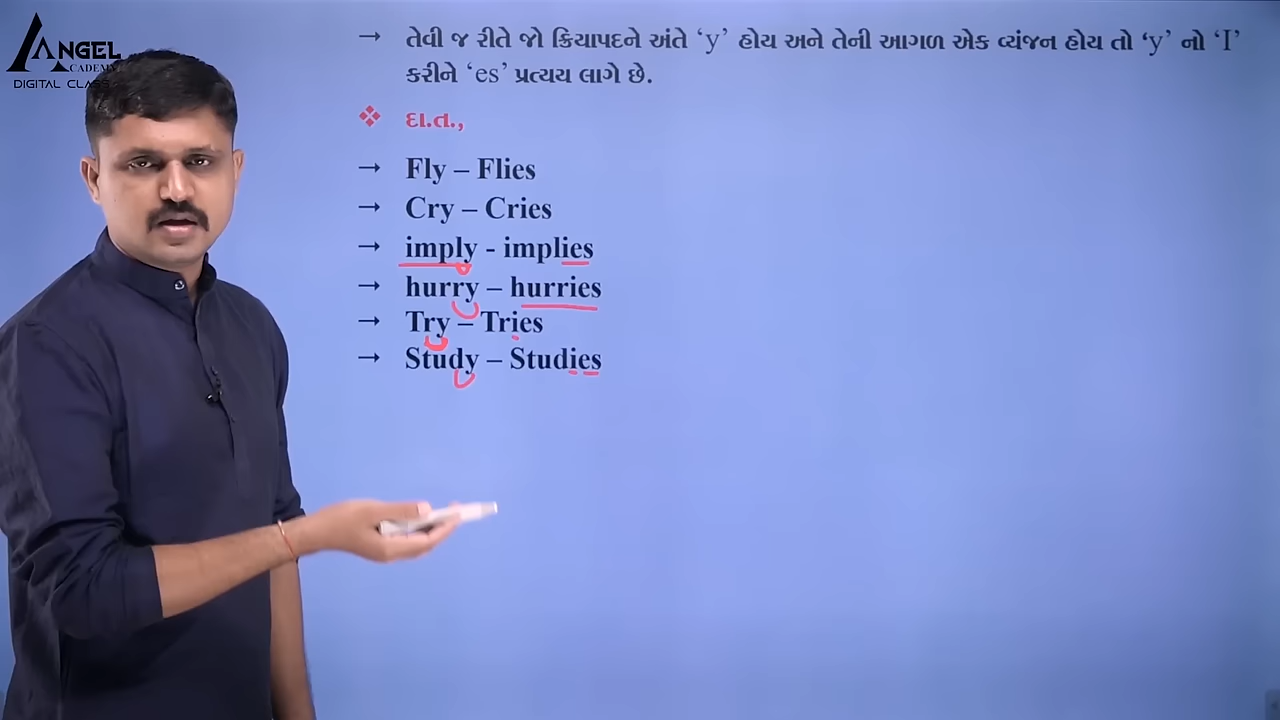 ANGEL
ACADEMY
DIGITAL CLASS
→ તેવી જ રીતે જો ક્રિયાપદને અંતે ‘y’ હોય અને તેની આગળ એક વ્યંજન હોય તો ‘y’ નો ‘I’
કરીને ‘es’ પ્રત્યય લાગે છે.
❖ દા.ત.,
→ Fly – Flies
→ Cry – Cries
→ imply - implies
→ hurry – hurries
→ Try – Tries
→ Study – Studies